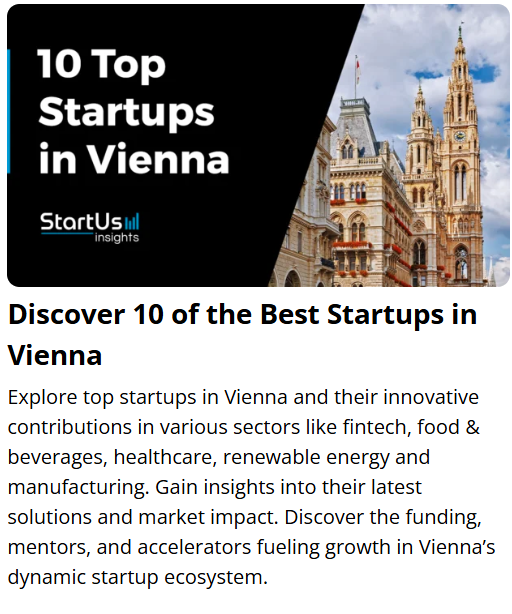 10 Top
Startups
in Vienna
StartUs
insights
Discover 10 of the Best Startups in
Vienna
Explore top startups in Vienna and their innovative
contributions in various sectors like fintech, food &
beverages, healthcare, renewable energy and
manufacturing. Gain insights into their latest
solutions and market impact. Discover the funding,
mentors, and accelerators fueling growth in Vienna’s
dynamic startup ecosystem.